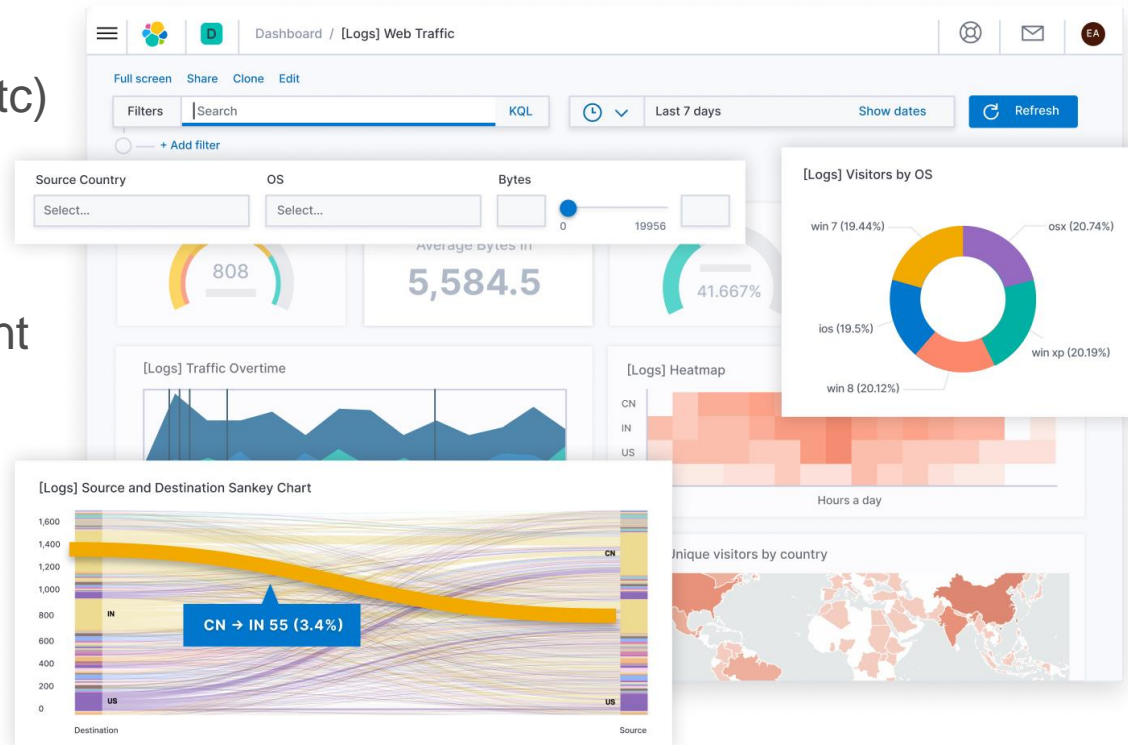 tc)
nt
D
Dashboard / [Logs] Web Traffic
EA
Full screen Share Clone Edit
Filters Search KQL Last 7 days Show dates Refresh
+ Add filter
Source Country OS Bytes
Select... Select... 0 19956
[Logs] Visitors by OS
win 7 (19.44%) osx (20.74%)
ios (19.5%) win xp (20.19%)
win 8 (20.12%)
808
Average Bytes In
5,584.5
41.667%
[Logs] Traffic Overtime
[Logs] Heatmap
CN
IN
US
Hours a day
[Logs] Source and Destination Sankey Chart
1,600
1,400
1,200
1,000
800
600
400
200
0
CN
IN
CN → IN 55 (3.4%)
US US
Destination Source
Unique visitors by country